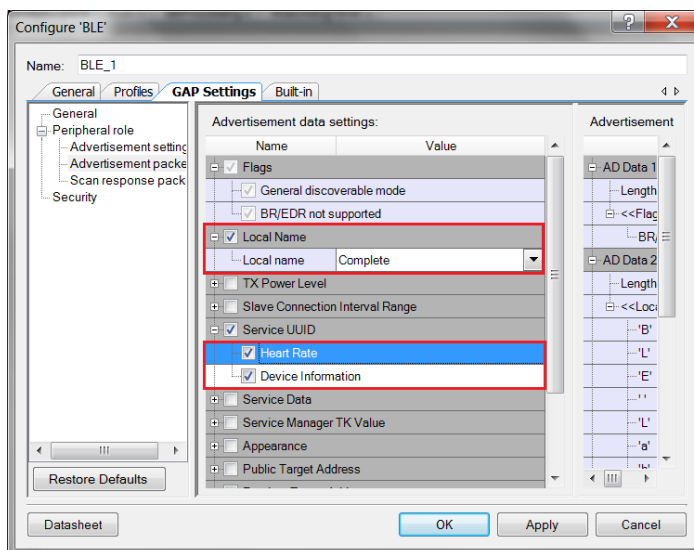 Configure 'BLE'
Name: BLE_1
General Profiles GAP Settings Built-in
General
Peripheral role
Advertisement setting
Advertisement packe
Scan response pack
Security
Restore Defaults
Advertisement data settings:
Name Value
Flags
General discoverable mode
BR/EDR not supported
Local Name
Local name Complete
TX Power Level
Slave Connection Interval Range
Service UUID
Heart Rate
Device Information
Service Data
Service Manager TK Value
Appearance
Public Target Address
Advertisement
AD Data 1
Length
<<Flag
BR/
AD Data 2
Length
<<Loca
'B'
'L'
'E'
' '
'L'
'a'
Datasheet OK Apply Cancel